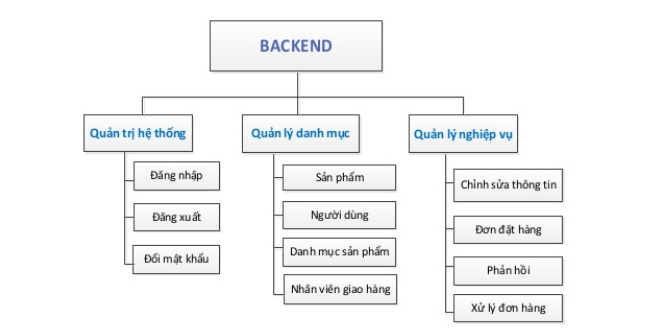 BACKEND
Quản trị hệ thống
Quản lý danh mục
Quản lý nghiệp vụ
Đăng nhập
Đăng xuất
Đổi mật khẩu
Sản phẩm
Người dùng
Danh mục sản phẩm
Nhân viên giao hàng
Chỉnh sửa thông tin
Đơn đặt hàng
Phản hồi
Xử lý đơn hàng